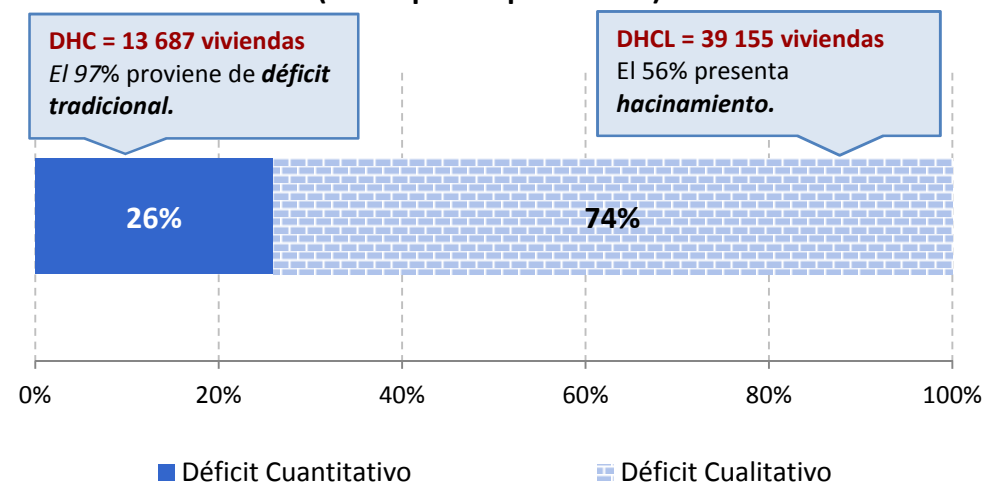 DHC = 13 687 viviendas
El 97% proviene de déficit
tradicional.
DHCL = 39 155 viviendas
El 56% presenta
hacinamiento.
26%
74%
0%
20%
40%
60%
80%
100%
Déficit Cuantitativo
Déficit Cualitativo